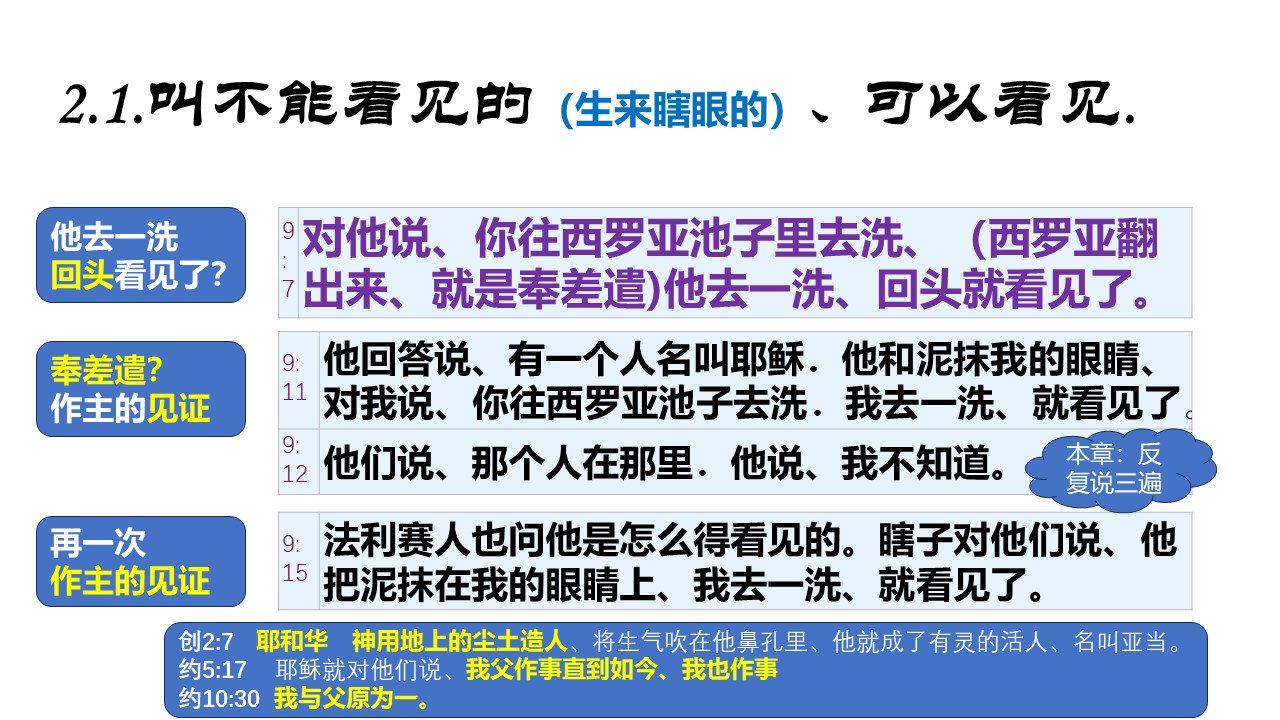 2.1.叫不能看见的（生来瞎眼的）、可以看见.
他去一洗
回头看见了?
9:7 对他说、你往西罗亚池子里去洗、（西罗亚翻
出来、就是奉差遣)他去一洗、回头就看见了。
奉差遣?
作主的见证
9:11 他回答说、有一个人名叫耶稣．他和泥抹我的眼睛、
对我说、你往西罗亚池子去洗．我去一洗、就看见了。
9:12 他们说、那个人在那里．他说、我不知道。
本章：反
复说三遍
再一次
作主的见证
9:15 法利赛人也问他是怎么得看见的。瞎子对他们说、他
把泥抹在我的眼睛上、我去一洗、就看见了。
创2:7 耶和华　神用地上的尘土造人、将生气吹在他鼻孔里、他就成了有灵的活人、名叫亚当。
约5:17 耶稣就对他们说、我父作事直到如今、我也作事
约10:30 我与父原为一。